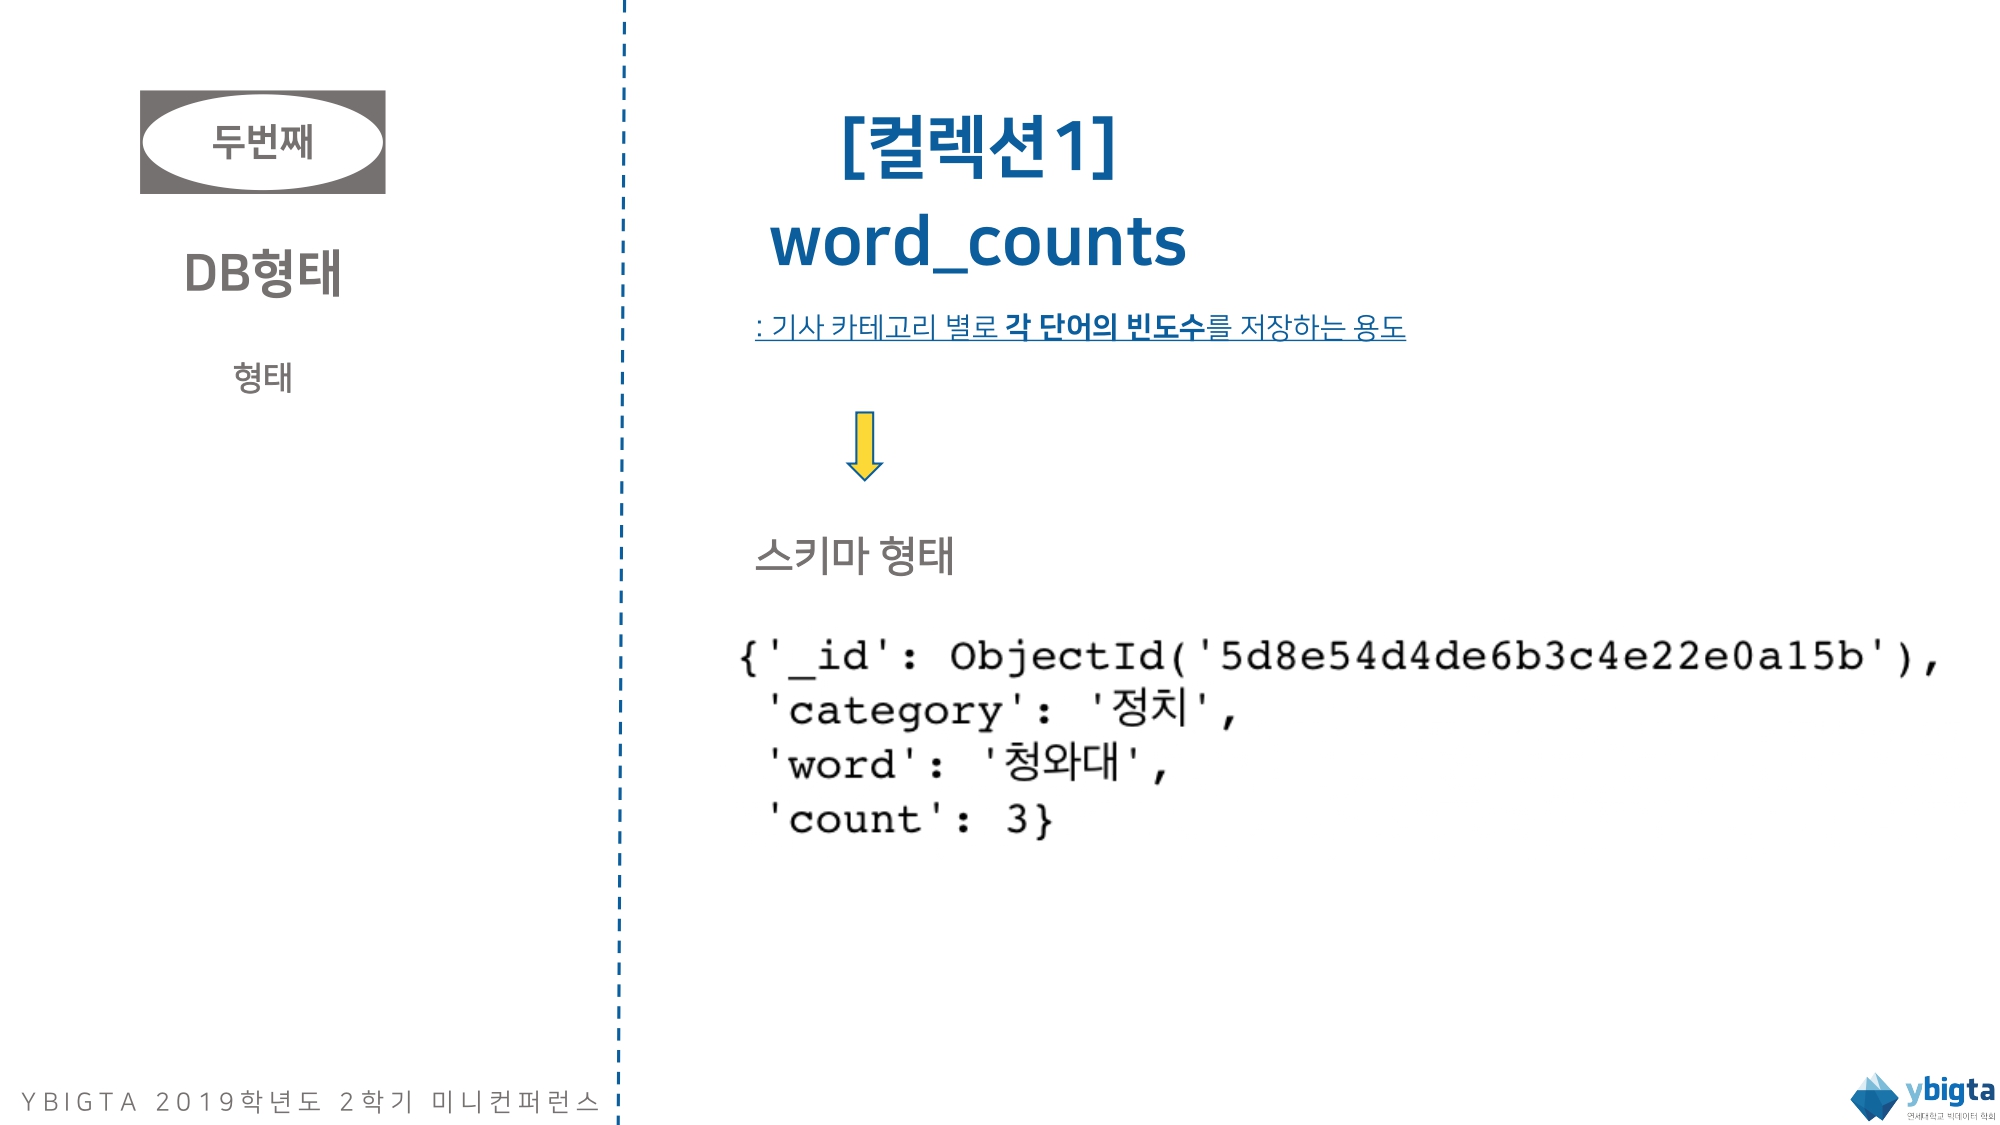 두번째
DB형태
형태
[컬렉션1]
word_counts
: 기사 카테고리 별로 각 단어의 빈도수를 저장하는 용도
스키마 형태
{'_id': ObjectId('5d8e54d4de6b3c4e22e0a15b'),
'category': '정치',
'word': '청와대',
'count': 3}
YBIGTA 2019학년도 2학기 미니컨퍼런스
ybigta
연세대학교 빅데이터 학회